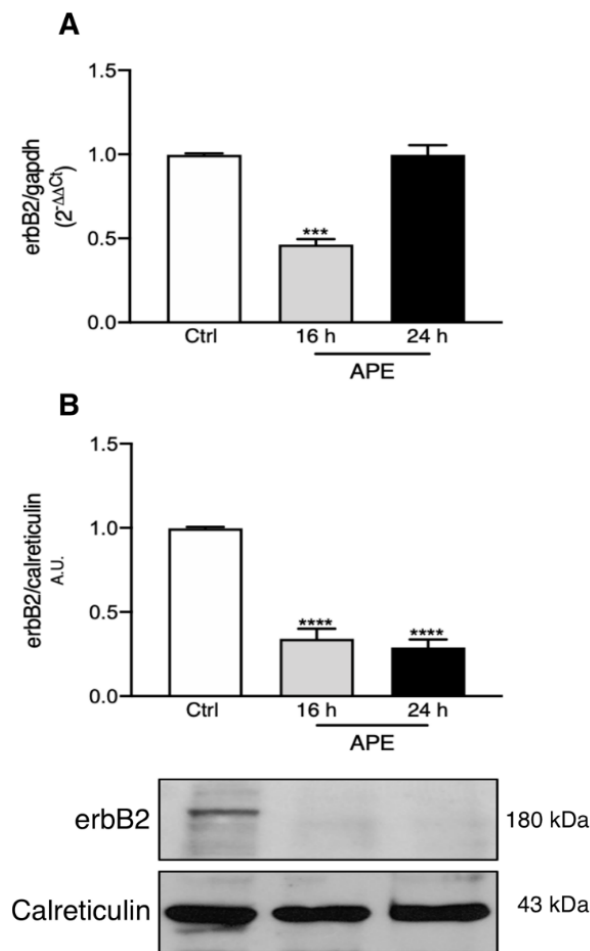 A
erbB2/gapdh
(2-ΔΔCt)
1.5
1.0
0.5
0.0
***
Ctrl 16 h 24 h
APE
B
erbB2/calreticulin
A.U.
1.5
1.0
0.5
0.0
**** ****
Ctrl 16 h 24 h
APE
erbB2 180 kDa
Calreticulin 43 kDa